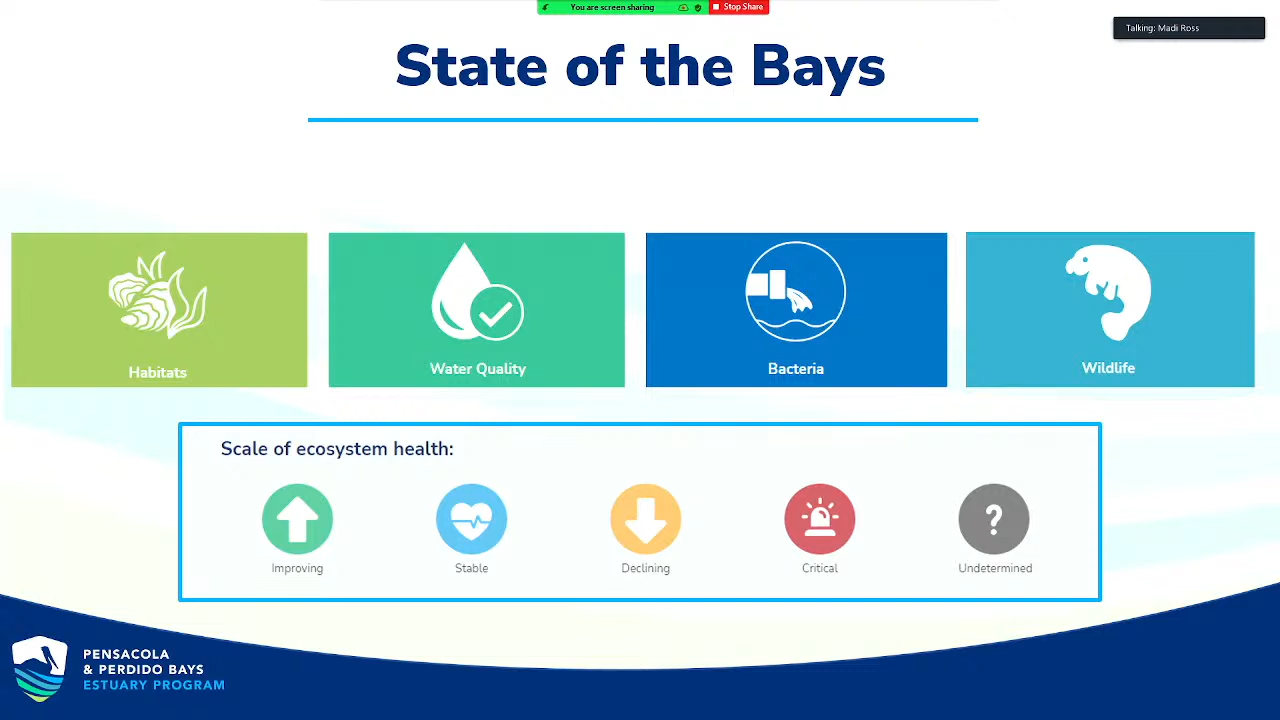 You are screen sharing
Stop Share
Talking: Madi Ross
State of the Bays
Habitats
Water Quality
Bacteria
Wildlife
Scale of ecosystem health:
Improving
Stable
Declining
Critical
Undetermined
PENSACOLA
& PERDIDO BAYS
ESTUARY PROGRAM